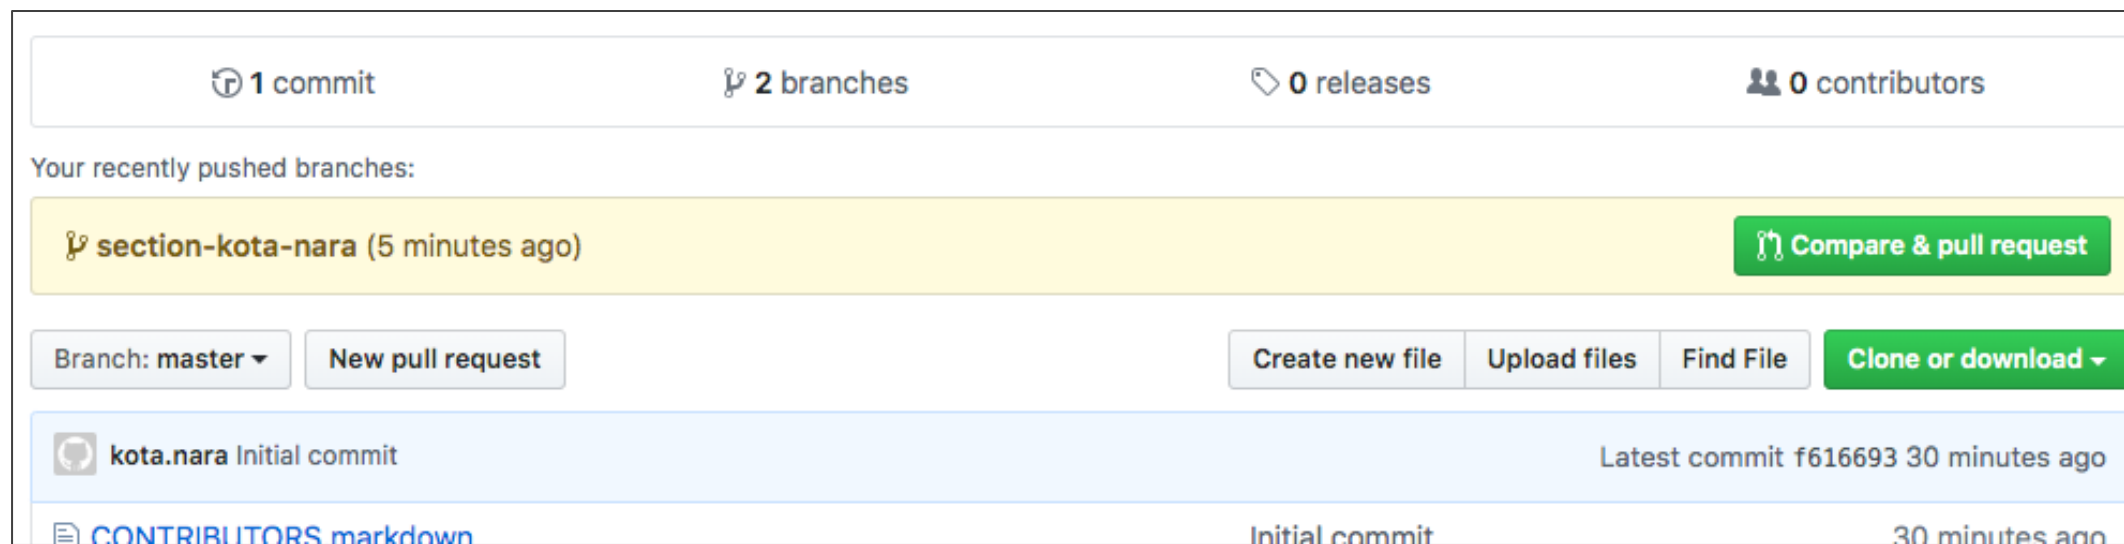 1 commit 2 branches 0 releases 0 contributors
Your recently pushed branches:
section-kota-nara (5 minutes ago) Compare & pull request
Branch: master New pull request Create new file Upload files Find File Clone or download
kota.nara Initial commit Latest commit f616693 30 minutes ago
CONTRIBUTORS markdown Initial commit 30 minutes ago